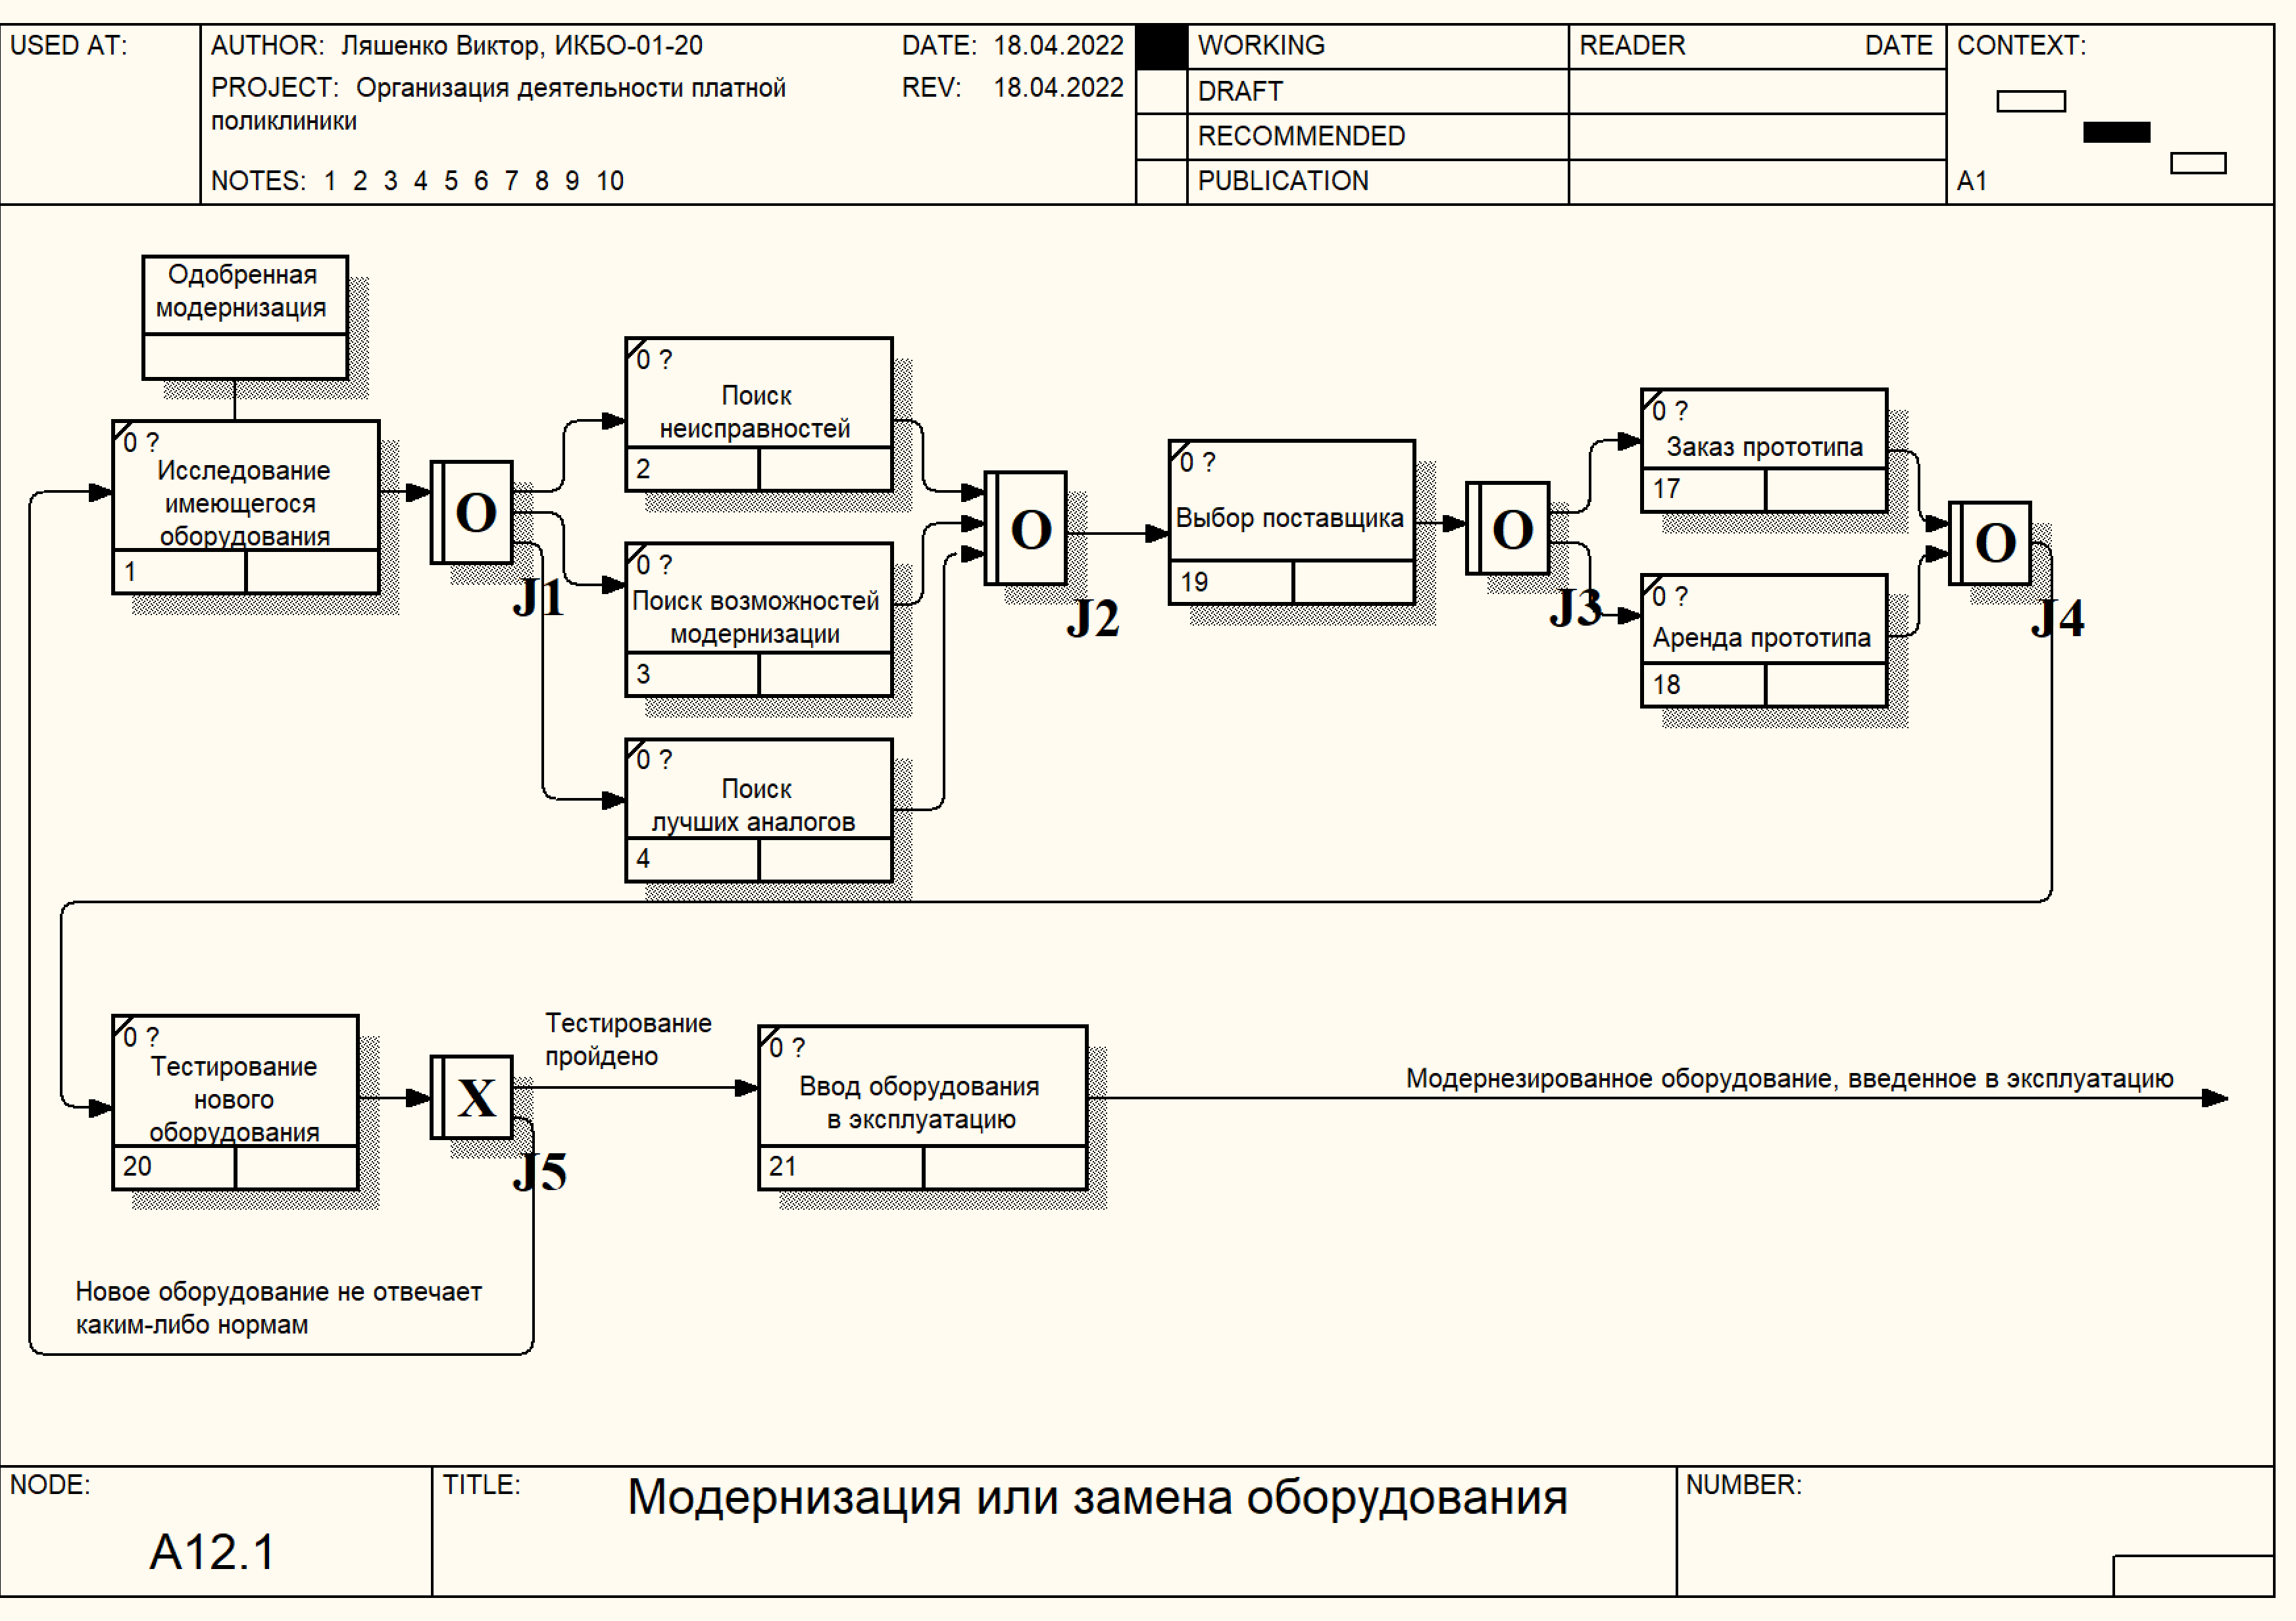 USED AT:
AUTHOR: Ляшенко Виктор, ИКБО-01-20
DATE: 18.04.2022
PROJECT: Организация деятельности платной
поликлиники
REV: 18.04.2022
NOTES: 1 2 3 4 5 6 7 8 9 10
WORKING
DRAFT
RECOMMENDED
PUBLICATION
READER DATE
CONTEXT:
A1
Одобренная
модернизация
0 ?
Исследование
имеющегося
оборудования
1
O
J1
0 ?
Поиск
неисправностей
2
0 ?
Поиск возможностей
модернизации
3
0 ?
Поиск
лучших аналогов
4
O
J2
0 ?
Выбор поставщика
19
O
J3
0 ?
Заказ прототипа
17
0 ?
Аренда прототипа
18
O
J4
0 ?
Тестирование
нового
оборудования
20
X
J5
Тестирование
пройдено
0 ?
Ввод оборудования
в эксплуатацию
21
Модернезированное оборудование, введенное в эксплуатацию
Новое оборудование не отвечает
каким-либо нормам
NODE:
A12.1
TITLE:
Модернизация или замена оборудования
NUMBER: